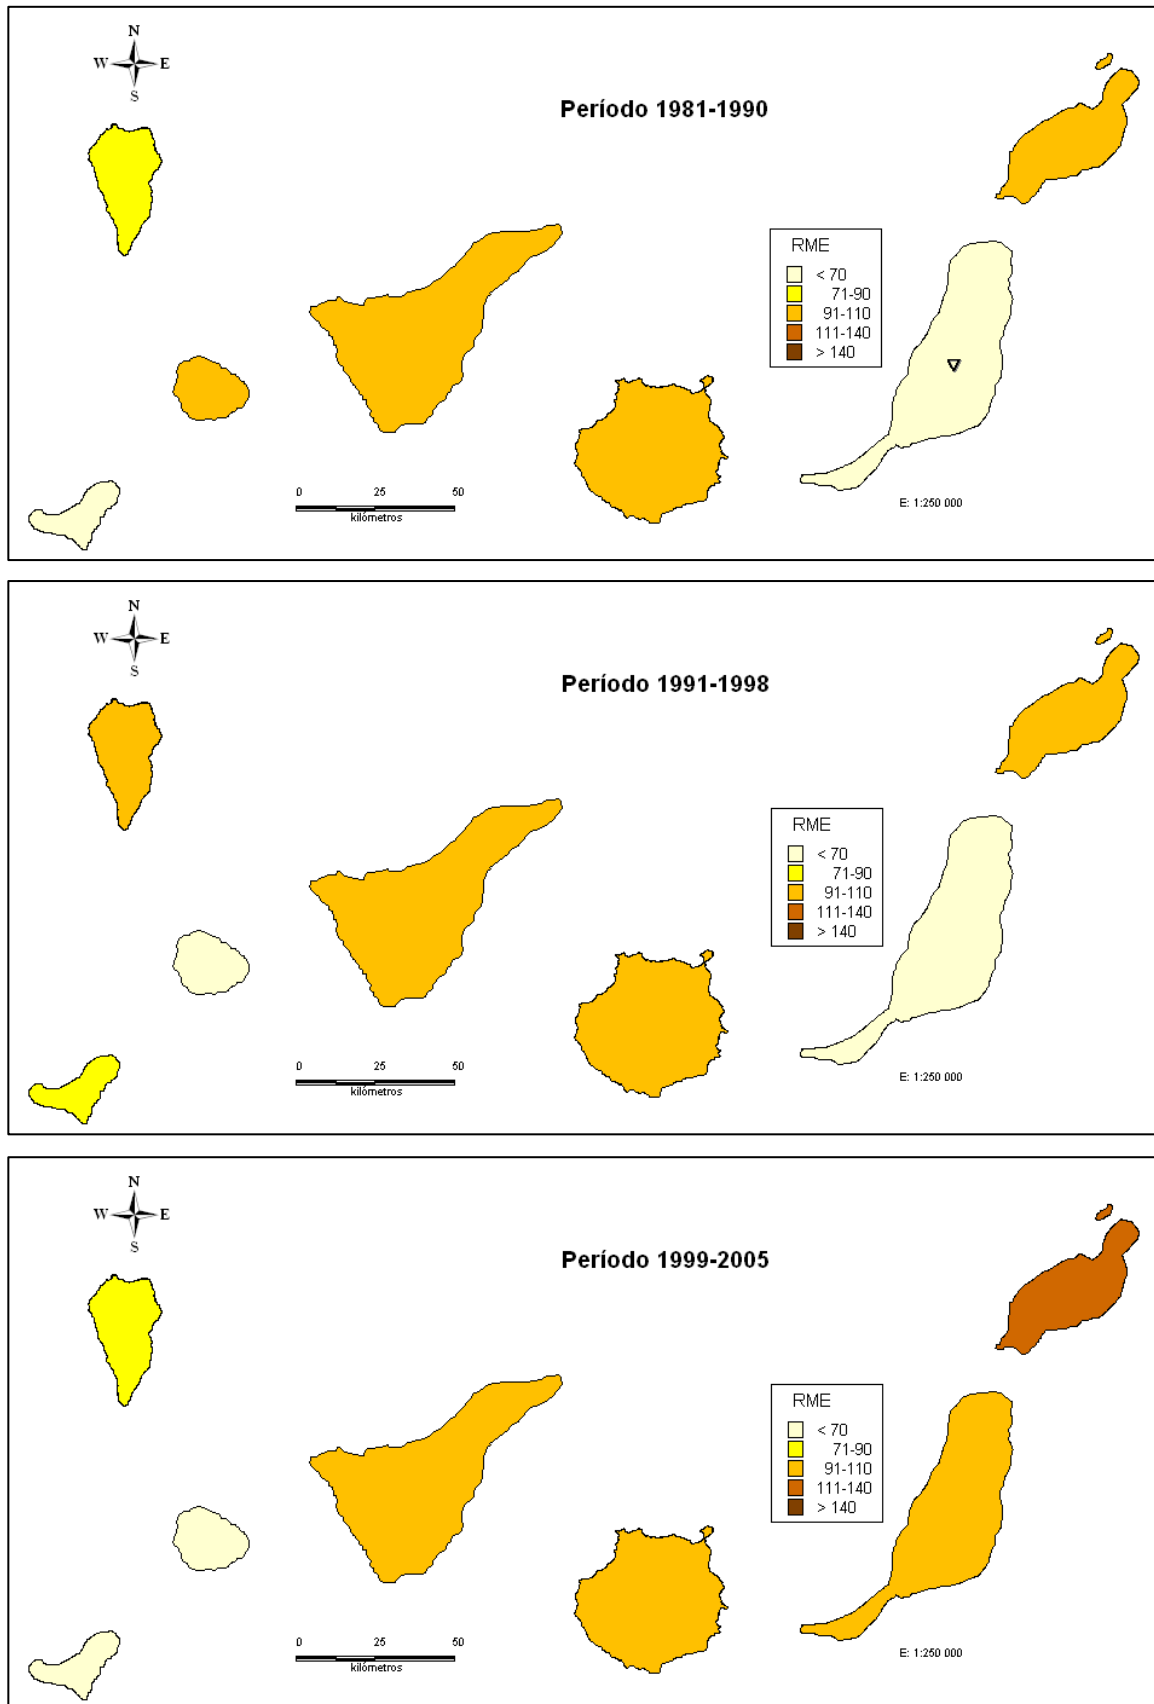 N
W E
S
Período 1981-1990
RME
< 70
71-90
91-110
111-140
> 140
0 25 50
kilómetros
E: 1:250 000
N
W E
S
Período 1991-1998
RME
< 70
71-90
91-110
111-140
> 140
0 25 50
kilómetros
E: 1:250 000
N
W E
S
Período 1999-2005
RME
< 70
71-90
91-110
111-140
> 140
0 25 50
kilómetros
E: 1:250 000